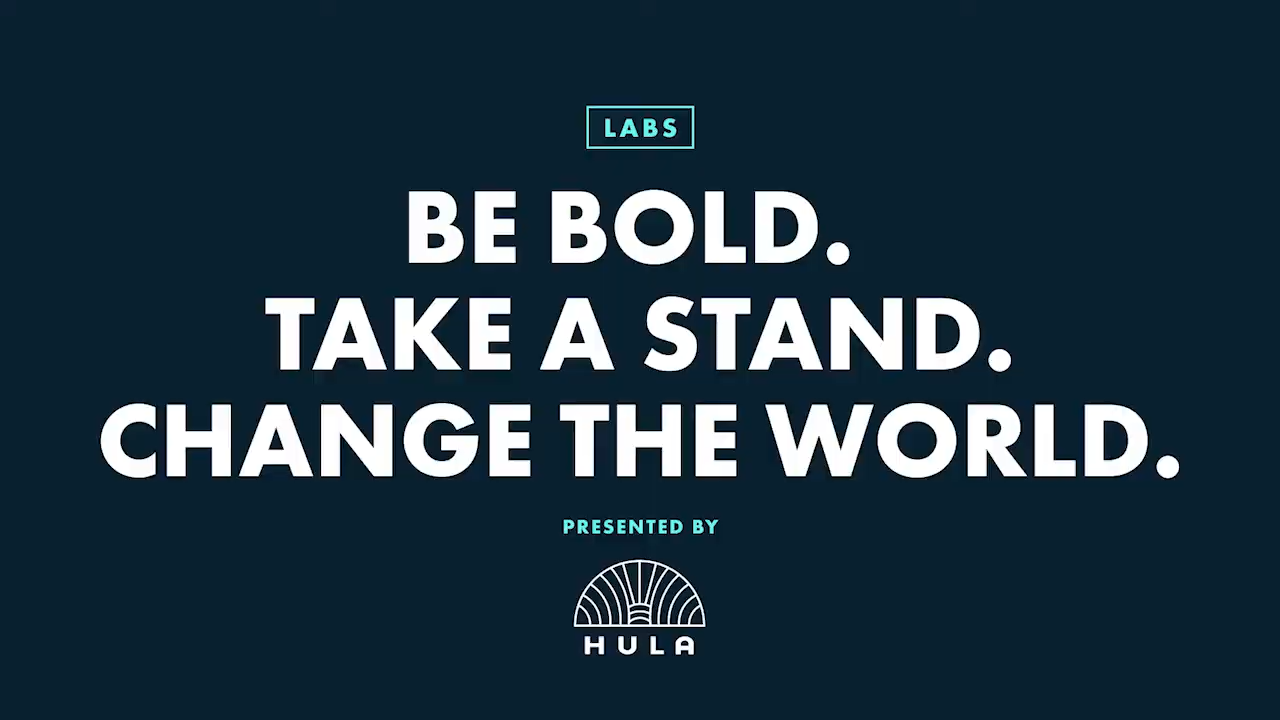 LABS
BE BOLD.
TAKE A STAND.
CHANGE THE WORLD.
PRESENTED BY
HULA